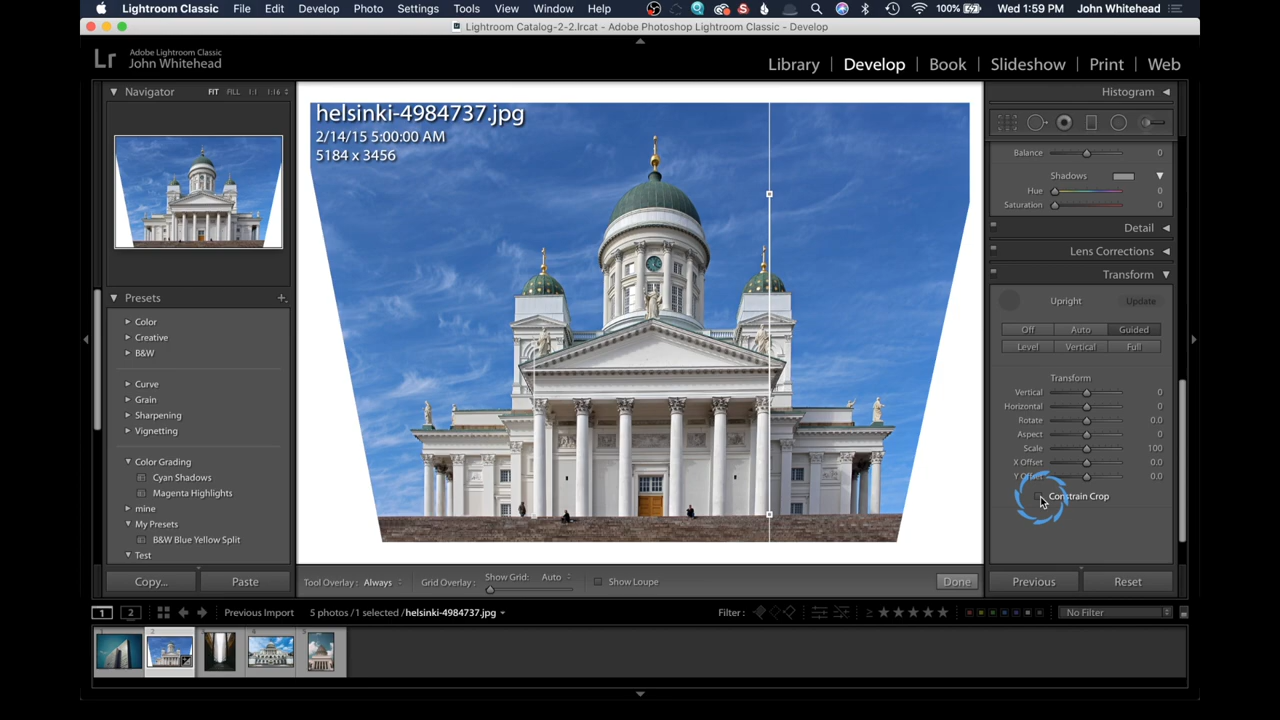 Lightroom Classic File Edit Develop Photo Settings Tools View Window Help 100% Wed 1:59 PM John Whitehead
Lightroom Catalog-2-2.lrcat - Adobe Photoshop Lightroom Classic - Develop
Lr Adobe Lightroom Classic
John Whitehead
Library | Develop | Book | Slideshow | Print | Web
Navigator FIT FILL 1:1 1:16
Histogram
helsinki-4984737.jpg
2/14/15 5:00:00 AM
5184 x 3456
Presets +
Color
Creative
B&W
Curve
Grain
Sharpening
Vignetting
Color Grading
Cyan Shadows
Magenta Highlights
mine
My Presets
B&W Blue Yellow Split
Test
Balance 0
Shadows
Hue 0
Saturation 0
Detail
Lens Corrections
Transform
Upright Update
Off Auto Guided
Level Vertical Full
Transform
Vertical 0
Horizontal 0
Rotate 0.0
Aspect 0
Scale 100
X Offset 0.0
Y Offset 0.0
Constrain Crop
Copy... Paste
Tool Overlay: Always Grid Overlay: Show Grid: Auto Show Loupe Done
Previous Reset
1 2 Previous Import 5 photos / 1 selected / helsinki-4984737.jpg Filter: ≥ ★★★★★ No Filter